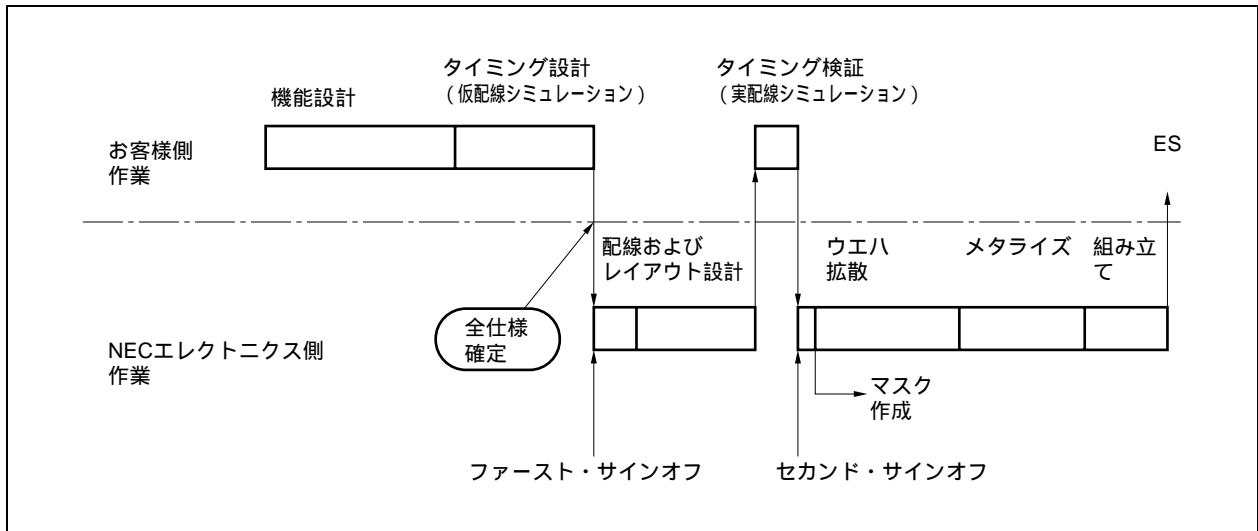 機能設計
タイミング設計
(仮配線シミュレーション)
タイミング検証
(実配線シミュレーション)
お客様側
作業
ES
配線および
レイアウト設計
ウエハ
拡散
メタライズ
組み立
て
全仕様
確定
NECエレクトニクス側
作業
マスク
作成
ファースト・サインオフ
セカンド・サインオフ